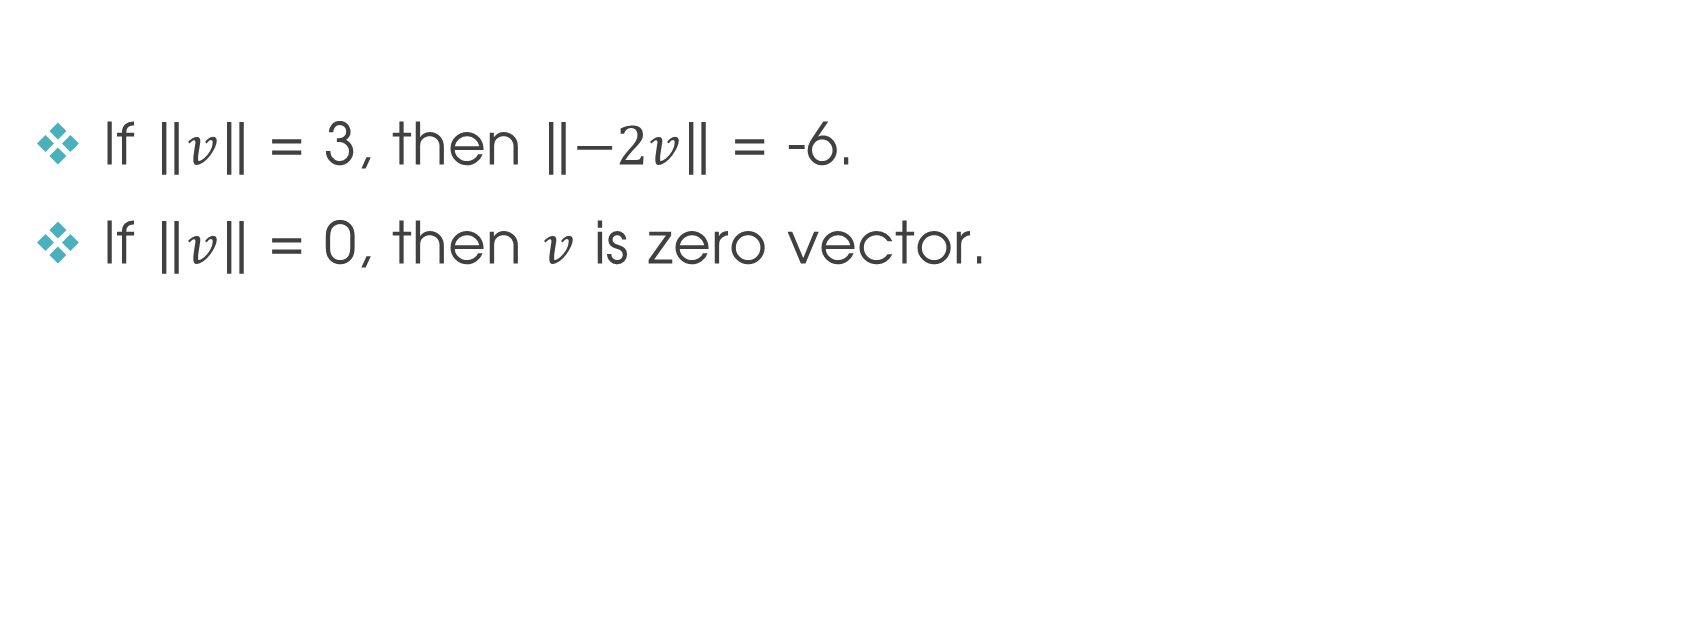 ❖ If ‖𝑣‖ = 3, then ‖−2𝑣‖ = -6.
❖ If ‖𝑣‖ = 0, then 𝑣 is zero vector.